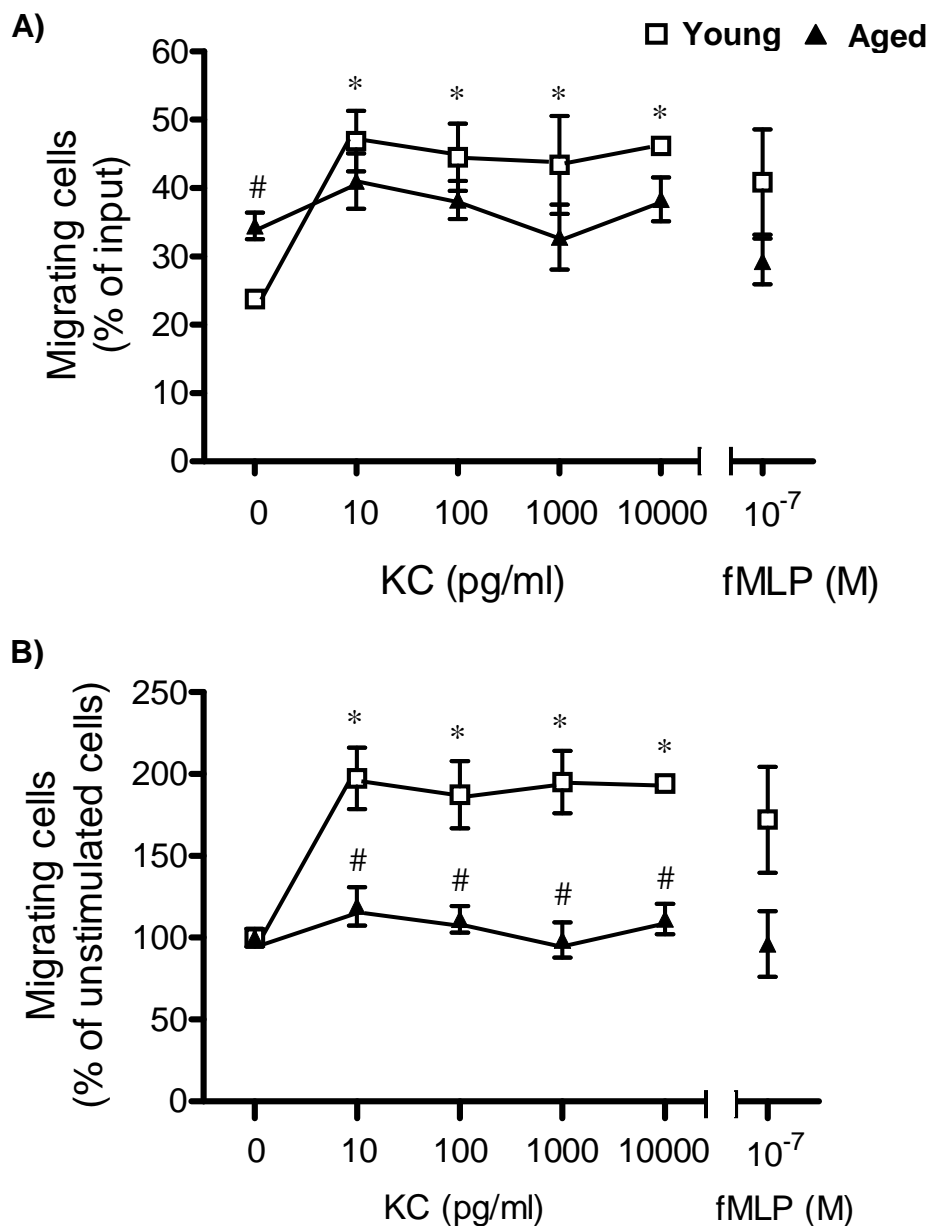 A)
Young Aged
60
50
40
30
20
10
0
Migrating cells
(% of input)
* * * *
#
0 10 100 1000 10000 10⁻⁷
KC (pg/ml) fMLP (M)
B)
250
200
150
100
50
0
Migrating cells
(% of unstimulated cells)
* * * *
# # # #
0 10 100 1000 10000 10⁻⁷
KC (pg/ml) fMLP (M)